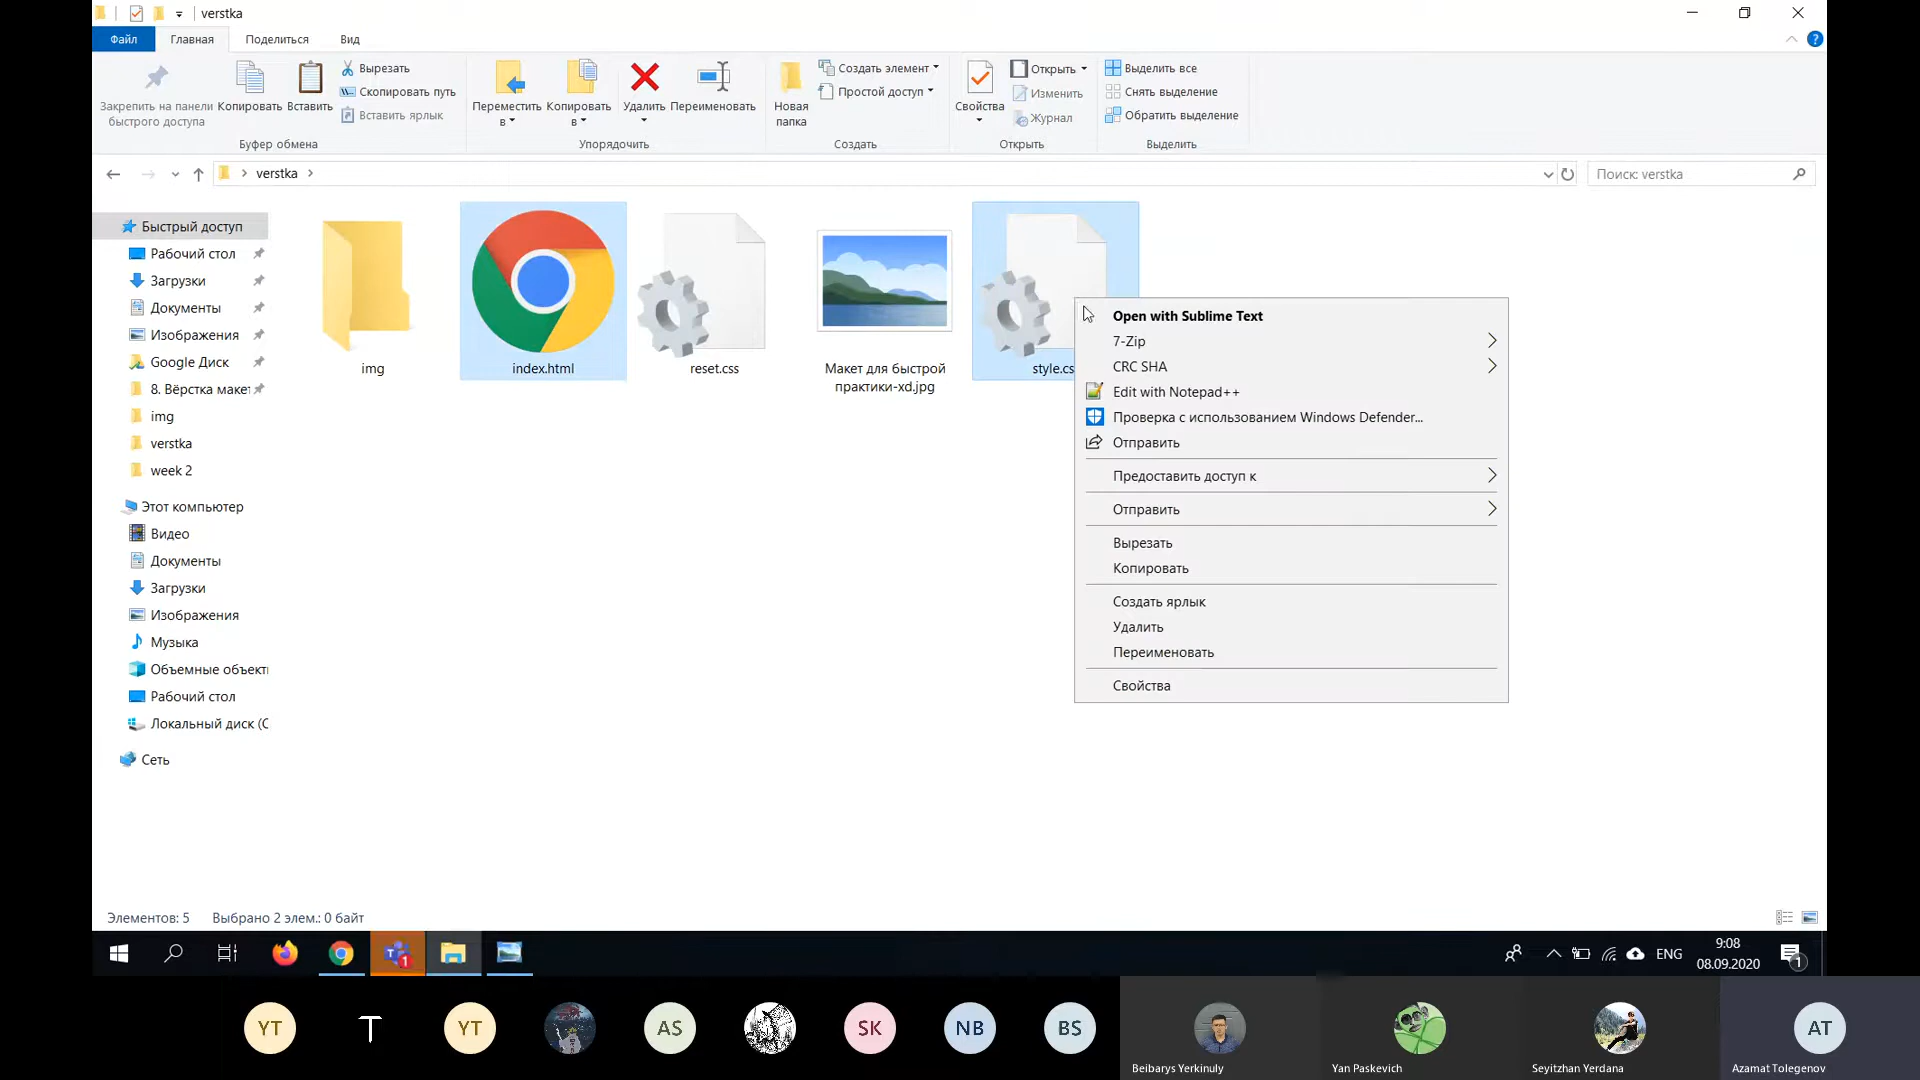 verstka
Файл
Главная
Поделиться
Вид
Закрепить на панели
быстрого доступа
Копировать
Вставить
Вырезать
Скопировать путь
Вставить ярлык
Буфер обмена
Переместить
в
Копировать
в
Удалить
Переименовать
Упорядочить
Новая
папка
Создать элемент
Простой доступ
Создать
Свойства
Открыть
Изменить
Журнал
Открыть
Выделить все
Снять выделение
Обратить выделение
Выделить
verstka
Поиск: verstka
Быстрый доступ
Рабочий стол
Загрузки
Документы
Изображения
Google Диск
8. Вёрстка макет
img
verstka
week 2
Этот компьютер
Видео
Документы
Загрузки
Изображения
Музыка
Объемные объект
Рабочий стол
Локальный диск (C
Сеть
img
index.html
reset.css
Макет для быстрой
практики-xd.jpg
style.cs
Open with Sublime Text
7-Zip
CRC SHA
Edit with Notepad++
Проверка с использованием Windows Defender...
Отправить
Предоставить доступ к
Отправить
Вырезать
Копировать
Создать ярлык
Удалить
Переименовать
Свойства
Элементов: 5
Выбрано 2 элем.: 0 байт
1
ENG
9:08
08.09.2020
1
YT
T
YT
AS
SK
NB
BS
AT
Beibarys Yerkinuly
Yan Paskevich
Seyitzhan Yerdana
Azamat Tolegenov